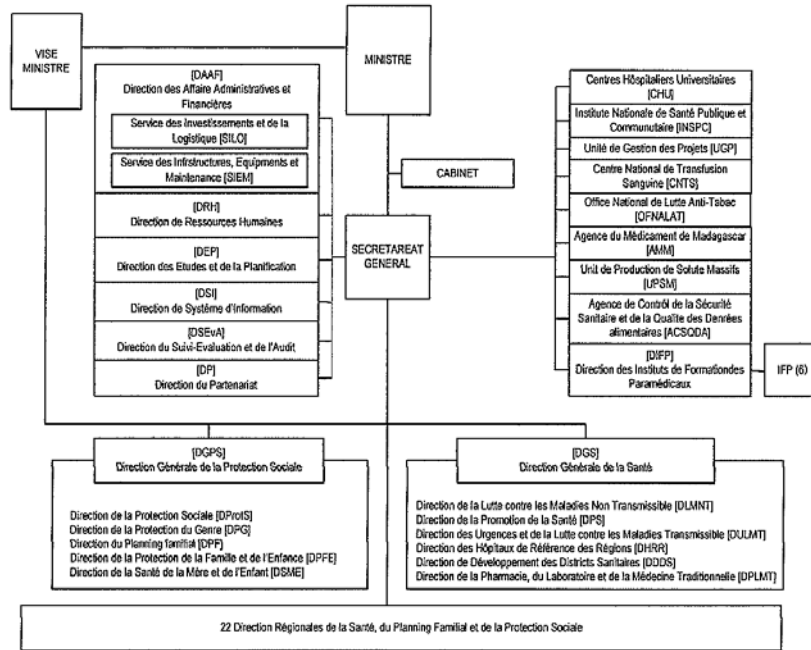 VISE
MINISTRE
MINISTRE
[DAAF]
Direction des Affaire Administratives et
Financières
Service des Investissements et de la
Logistique [SILO]
Service des Infrstructures, Equipments et
Maintenance [SIEM]
[DRH]
Direction de Ressources Humaines
[DEP]
Direction des Etudes et de la Planification
[DSI]
Direction de Systéme d'Information
[DSEvA]
Direction du Suivi-Evaluation et de l'Audit
[DP]
Direction du Partenariat
CABINET
SECRETAREAT
GENERAL
Centres Hôspitaliers Universitaires
[CHU]
Institute Nationale de Santé Publique et
Communutaire [INSPC]
Unité de Gestion des Projets [UGP]
Centre National de Transfusion
Sanguine [CNTS]
Office National de Lutte Anti-Tabac
[OFNALAT]
Agence du Médicament de Madagascar
[AMM]
Unit de Production de Solute Massifs
[UPSM]
Agence de Contrôl de la Sécurité
Sanitaire et de la Qualite des Denrées
alimentaires [ACSQDA]
[DIFP]
Direction des Instituts de Formationdes
Paramédicaux
IFP (6)
[DGPS]
Direction Générale de la Protection Sociale
Direction de la Protection Sociale [DProtS]
Direction de la Protection du Genre [DPG]
Direction du Planning familial [DPF]
Direction de la Protection de la Famille et de l'Enfance [DPFE]
Direction de la Santé de la Mère et de l'Enfant [DSME]
[DGS]
Direction Générale de la Santé
Direction de la Lutte contre les Maladies Non Transmissible [DLMNT]
Direction de la Promotion de la Santé [DPS]
Direction des Urgences et de la Lutte contre les Maladies Transmissible [DULMT]
Direction des Hôpitaux de Référence des Régions [DHRR]
Direction de Développement des Districts Sanitaires [DDDS]
Direction de la Pharmacie, du Laboratoire et de la Médecine Traditionnelle [DPLMT]
22 Direction Régionales de la Santé, du Planning Familial et de la Protection Sociale